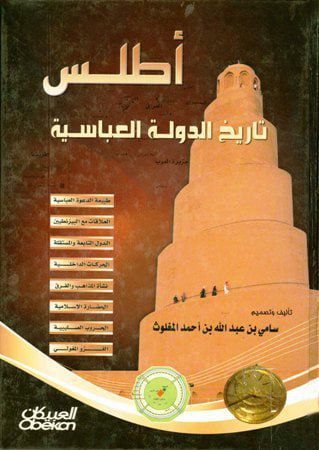 أطلس
تاريخ الدولة العباسية
طبيعة الدعوة العباسية
العلاقات مع البيزنطيين
الدول التابعة والمستقلة
الحركات الداخلية
نشأة المذاهب والفرق
الحضارة الإسلامية
الحروب الصليبية
الغزو المغولي
تأليف وتصميم
سامي بن عبد الله بن أحمد المغلوث
العبيكان
Obekan